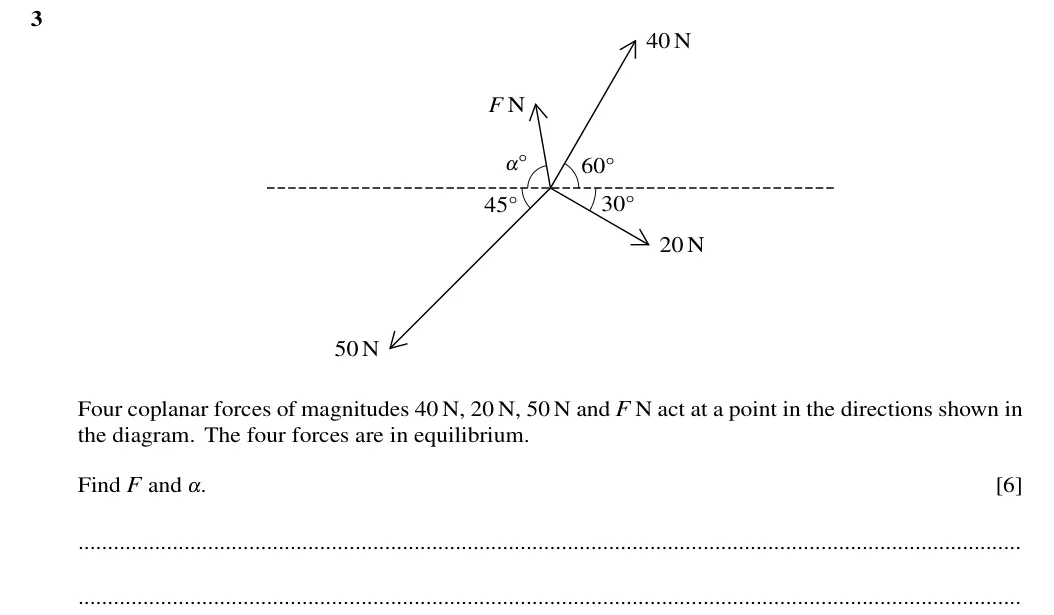 3
40 N
F N
α°
60°
45°
30°
20 N
50 N
Four coplanar forces of magnitudes 40 N, 20 N, 50 N and F N act at a point in the directions shown in
the diagram. The four forces are in equilibrium.
Find F and α. [6]